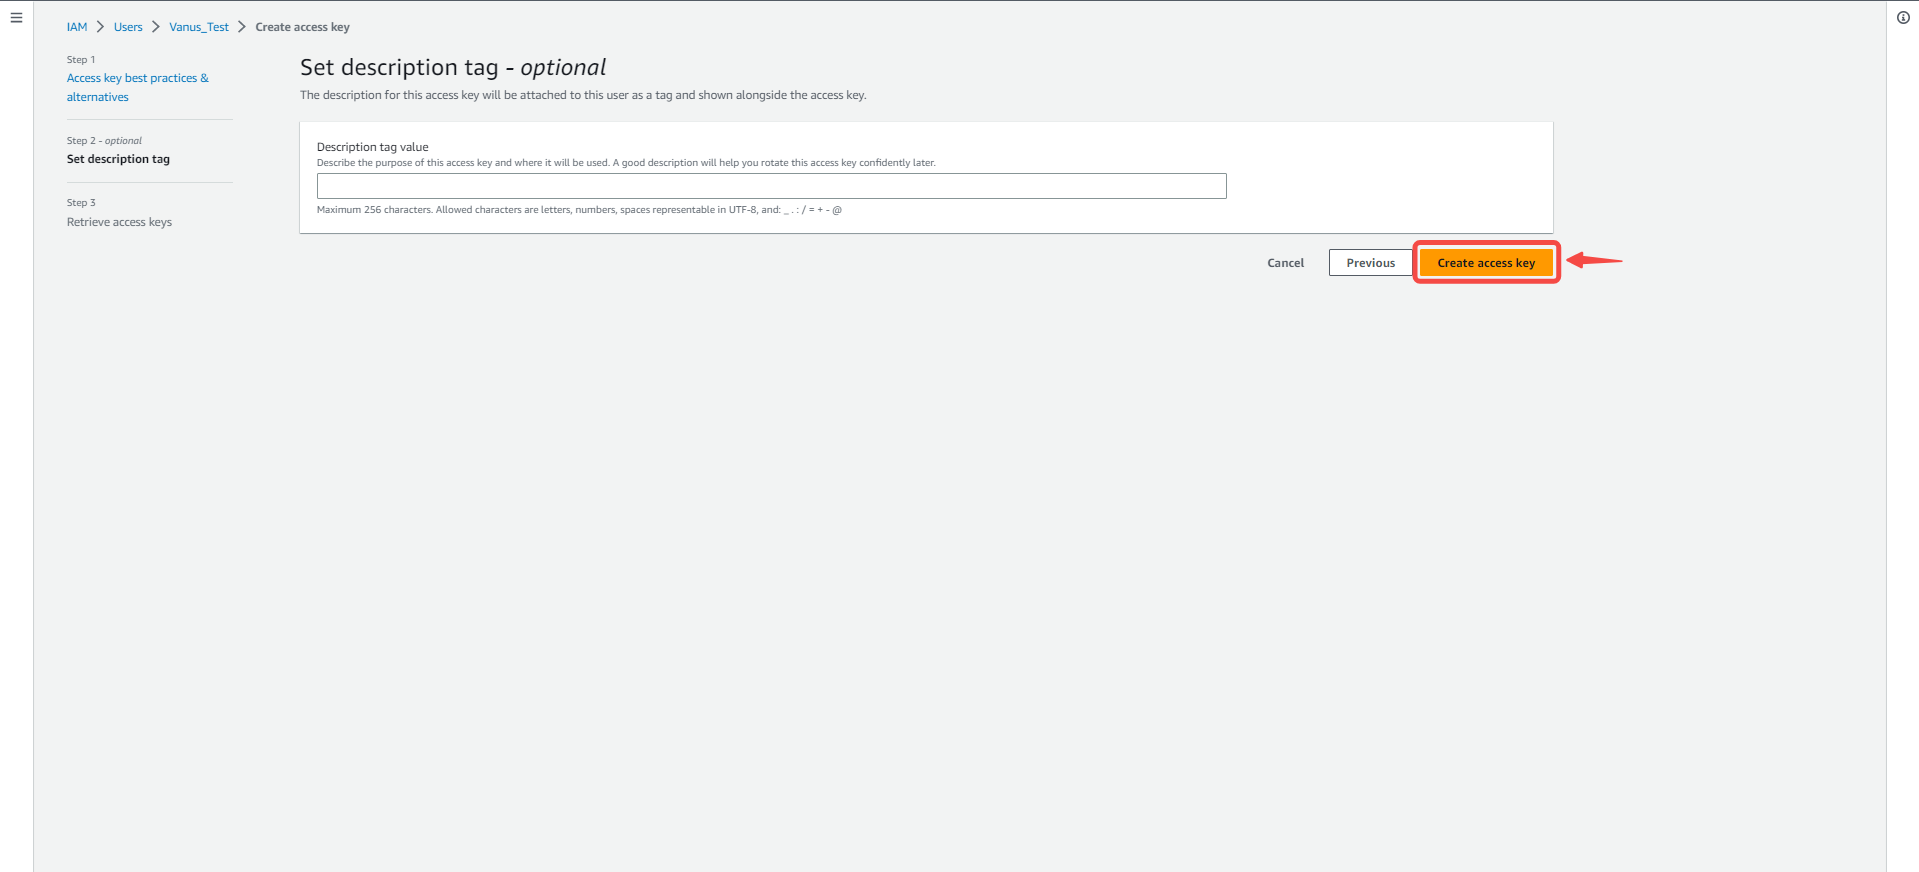 IAM > Users > Vanus_Test > Create access key
Step 1
Access key best practices &
alternatives
Step 2 - optional
Set description tag
Step 3
Retrieve access keys
Set description tag - optional
The description for this access key will be attached to this user as a tag and shown alongside the access key.
Description tag value
Describe the purpose of this access key and where it will be used. A good description will help you rotate this access key confidently later.
Maximum 256 characters. Allowed characters are letters, numbers, spaces representable in UTF-8, and: _ . : / = + - @
Cancel Previous Create access key